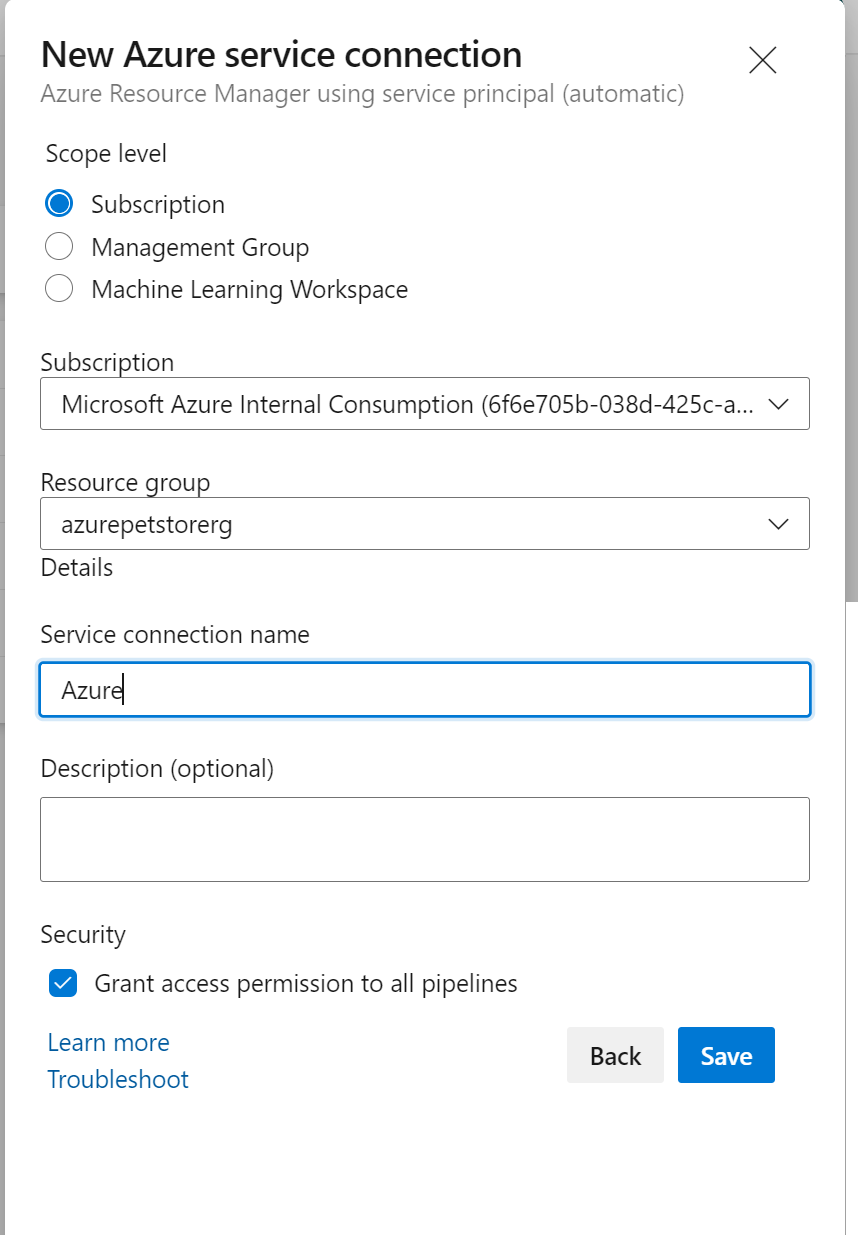 New Azure service connection
Azure Resource Manager using service principal (automatic)
Scope level
Subscription
Management Group
Machine Learning Workspace
Subscription
Microsoft Azure Internal Consumption (6f6e705b-038d-425c-a...
Resource group
azurepetstorerg
Details
Service connection name
Azure
Description (optional)
Security
Grant access permission to all pipelines
Learn more
Troubleshoot
Back
Save